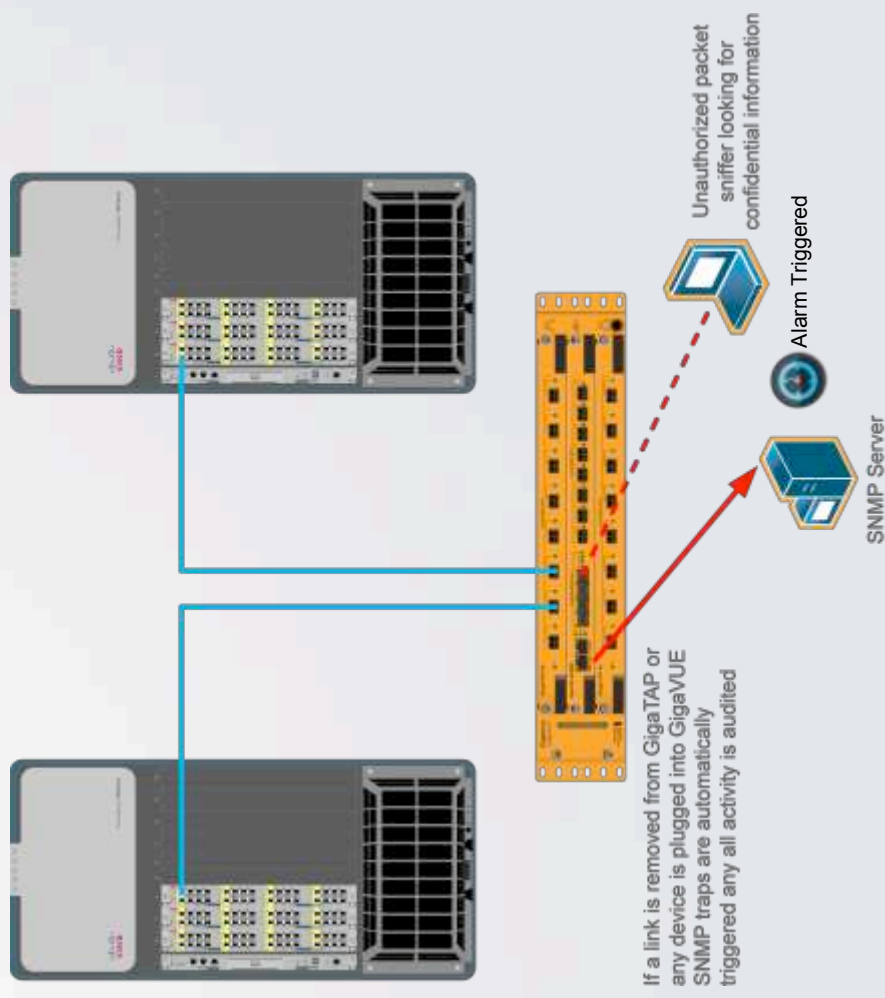 Unauthorized packet
sniffer looking for
confidential information
Alarm Triggered
SNMP Server
If a link is removed from GigaTAP or
any device is plugged into GigaVUE
SNMP traps are automatically
triggered any all activity is audited